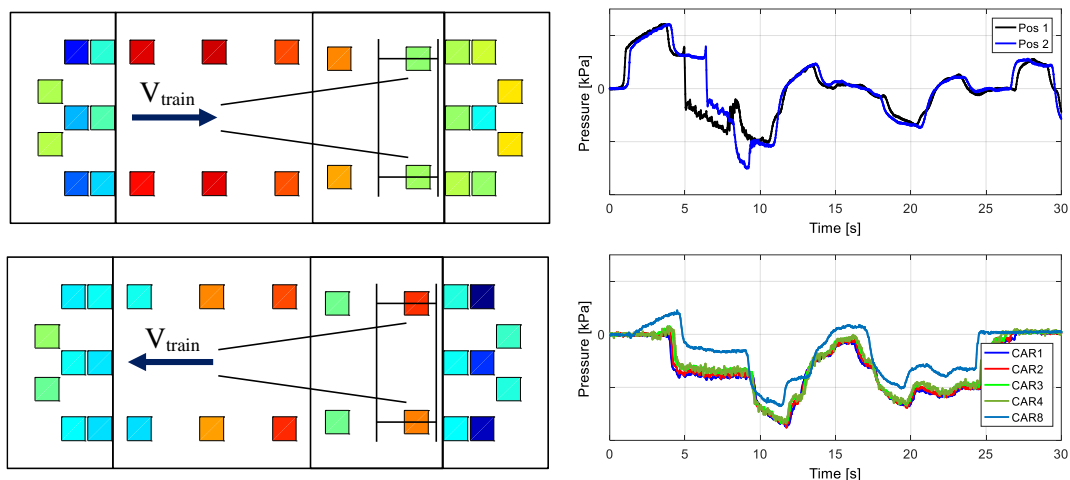 V train
Pressure [kPa]
0
Pos 1
Pos 2
0 5 10 15 20 25 30
Time [s]
V train
Pressure [kPa]
0
CAR1
CAR2
CAR3
CAR4
CAR8
0 5 10 15 20 25 30
Time [s]